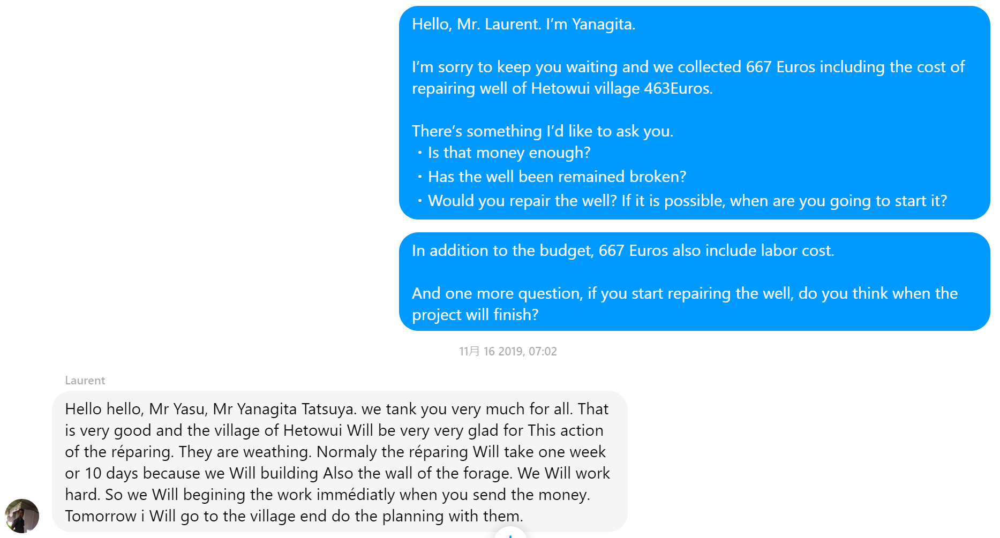 Hello, Mr. Laurent. I’m Yanagita.
I’m sorry to keep you waiting and we collected 667 Euros including the cost of
repairing well of Hetowui village 463Euros.
There’s something I’d like to ask you.
・Is that money enough?
・Has the well been remained broken?
・Would you repair the well? If it is possible, when are you going to start it?
In addition to the budget, 667 Euros also include labor cost.
And one more question, if you start repairing the well, do you think when the
project will finish?
11月 16 2019, 07:02
Laurent
Hello hello, Mr Yasu, Mr Yanagita Tatsuya. we tank you very much for all. That
is very good and the village of Hetowui Will be very very glad for This action
of the réparing. They are weathing. Normaly the réparing Will take one week
or 10 days because we Will building Also the wall of the forage. We Will work
hard. So we Will begining the work immédiatly when you send the money.
Tomorrow i Will go to the village end do the planning with them.